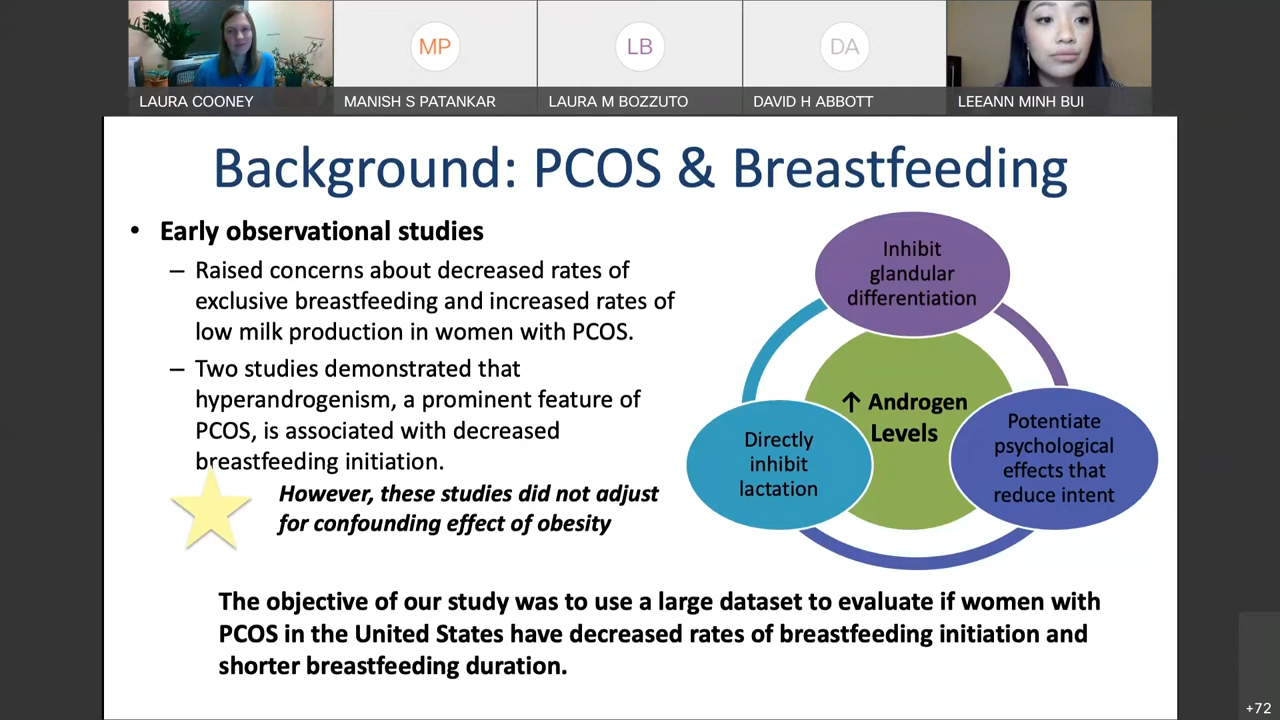 MP
LB
DA
LAURA COONEY
MANISH S PATANKAR
LAURA M BOZZUTO
DAVID H ABBOTT
LEEANN MINH BUI
Background: PCOS & Breastfeeding
• Early observational studies
– Raised concerns about decreased rates of
exclusive breastfeeding and increased rates of
low milk production in women with PCOS.
– Two studies demonstrated that
hyperandrogenism, a prominent feature of
PCOS, is associated with decreased
breastfeeding initiation.
However, these studies did not adjust
for confounding effect of obesity
Inhibit
glandular
differentiation
↑ Androgen
Levels
Directly
inhibit
lactation
Potentiate
psychological
effects that
reduce intent
The objective of our study was to use a large dataset to evaluate if women with
PCOS in the United States have decreased rates of breastfeeding initiation and
shorter breastfeeding duration.
+72